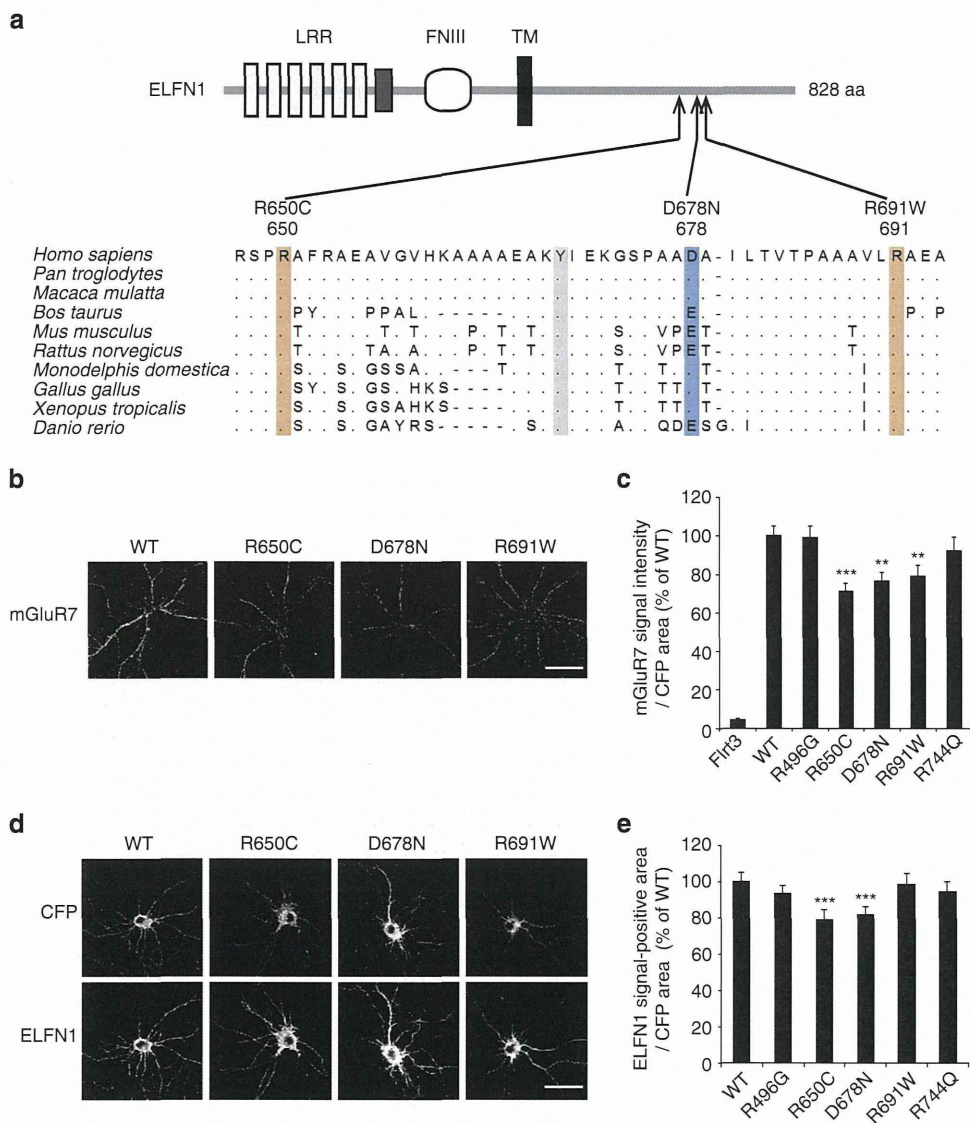 a
LRR FNIII TM
ELFN1 828 aa
R650C D678N R691W
650 678 691
Homo sapiens R S P R A F R A E A V G V H K A A A A E A K Y I E K G S P A A D A - I L T V T P A A A V L R A E A
Pan troglodytes . . . . . . . . . . . . . . . . . . . . . . . . . . . . . . . . . - . . . . . . . . . . . . . . .
Macaca mulatta . . . . . . . . . . . . . . . . . . . . . . . . . . . . . . . . . - . . . . . . . . . . . . . . .
Bos taurus . . . . P Y . . P P A L - - - - - . . . . . . . . . . . . . E . - . . . . . . . . . . . . P . P
Mus musculus . . . . T . . . . T . T . . P . T . T . . . . . S . V P E T - . . . . . . . T . . . . . .
Rattus norvegicus . . . . T . . . T A . A . . P . T . T . . . . . S . V P E T - . . . . . . . T . . . . . .
Monodelphis domestica . . . . S . . S . G S S A . . . . . T . . . . . . . T . T . . T - . . . . . . . . I . . . . .
Gallus gallus . . . . S Y . S . G S . H K S - - - - . . . . . . . . T . T T . T - . . . . . . . . . . . . . .
Xenopus tropicalis . . . . S . . S . G S A H K S - - - - . . . . . . . . T . T T . T - . . . . . . . . I . . . . .
Danio rerio . . . . S . . S . G A Y R S - - - - . . S . . . . . A . Q D E S G . I . . . . . . . I . . . . .
b
WT R650C D678N R691W
mGluR7
c
mGluR7 signal intensity
/ CFP area (% of WT)
120
100
80
60
40
20
0
*** ** **
Flrt3 WT R496G R650C D678N R691W R744Q
d
WT R650C D678N R691W
CFP
ELFN1
e
ELFN1 signal-positive area
/ CFP area (% of WT)
120
100
80
60
40
20
0
*** ***
WT R496G R650C D678N R691W R744Q